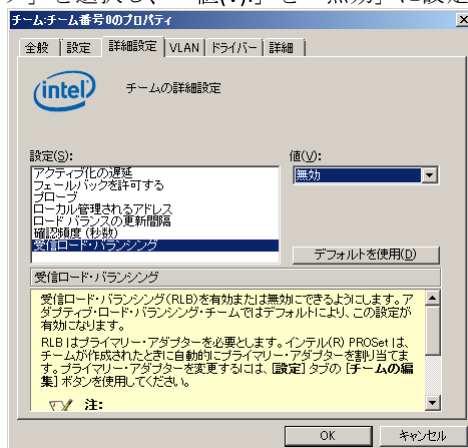 」を選択し、「値(V):」を「無効」に設定
チーム:チーム番号0のプロパティ
全般 設定 詳細設定 VLAN ドライバー 詳細
intel
チームの詳細設定
設定(S):
値(V):
アクティブ化の遅延
無効
フェールバックを許可する
プローブ
ローカル管理されるアドレス
ロード バランスの更新間隔
確認頻度 (秒数)
受信ロード・バランシング
デフォルトを使用(D)
受信ロード・バランシング
受信ロード・バランシング(RLB)を有効または無効にできるようにします。ア
ダプティブ・ロード・バランシング・チームではデフォルトにより、この設定が
有効になります。
RLB はプライマリー・アダプターを必要とします。インテル(R) PROSet は、
チームが作成されたときに自動的にプライマリー・アダプターを割り当てま
す。プライマリー・アダプターを変更するには、[設定] タブの [チームの編
集] ボタンを使用してください。
注:
OK キャンセル